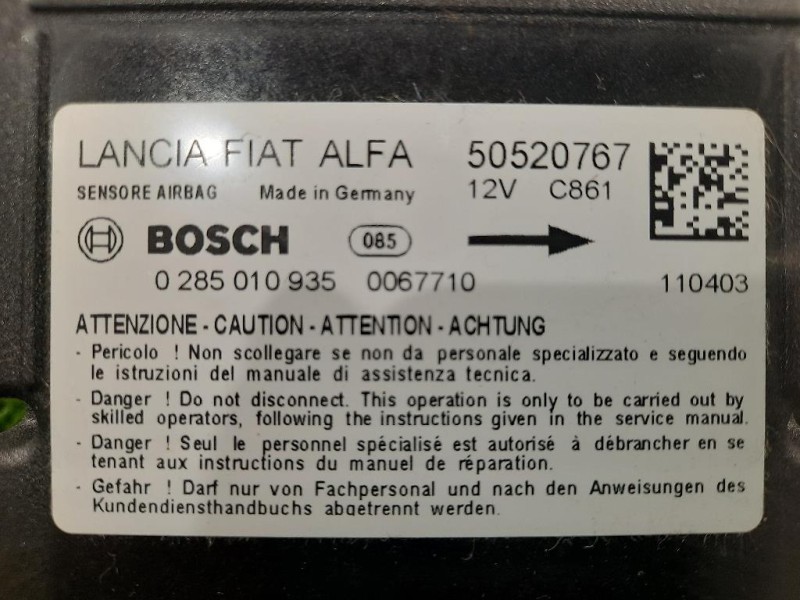 LANCIA FIAT ALFA 50520767
SENSORE AIRBAG Made in Germany 12V C861
BOSCH 085
0 285 010 935 0067710 110403
ATTENZIONE - CAUTION - ATTENTION - ACHTUNG
- Pericolo ! Non scollegare se non da personale specializzato e seguendo
le istruzioni del manuale di assistenza tecnica.
- Danger ! Do not disconnect. This operation is only to be carried out by
skilled operators, following the instructions given in the service manual.
- Danger ! Seul le personnel spécialisé est autorisé à débrancher en se
tenant aux instructions du manuel de réparation.
- Gefahr ! Darf nur von Fachpersonal und nach den Anweisungen des
Kundendiensthandbuchs abgetrennt werden.